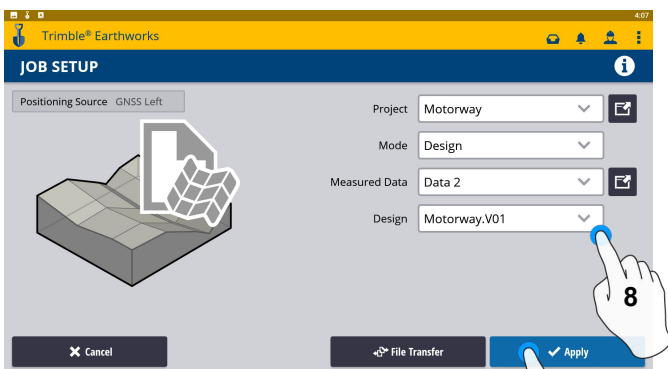 4:07
Trimble® Earthworks
JOB SETUP
Positioning Source GNSS Left
Project Motorway
Mode Design
Measured Data Data 2
Design Motorway.V01
8
Cancel
File Transfer
Apply